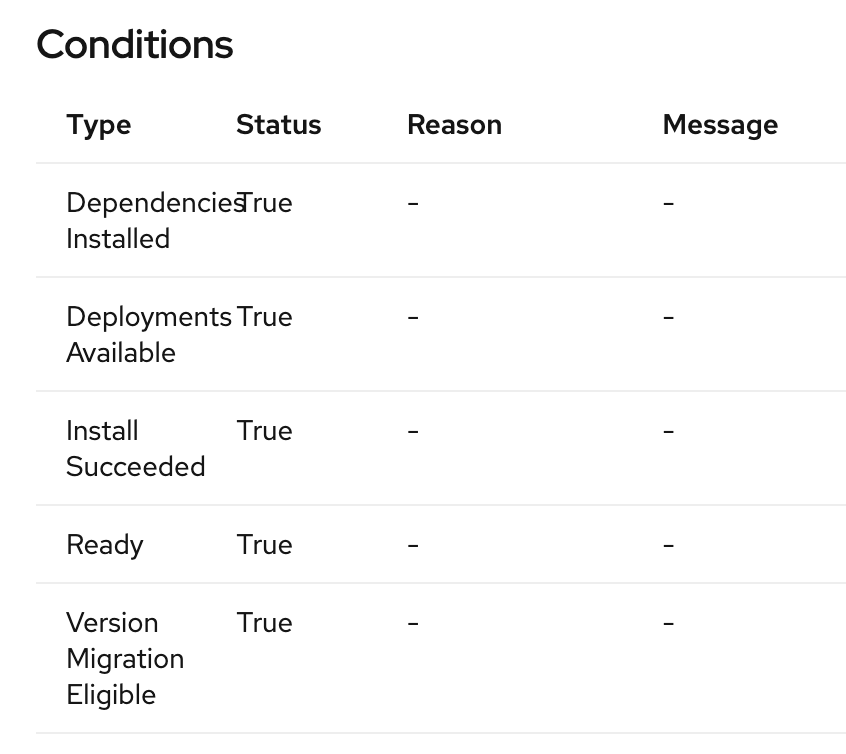 Conditions
Type Status Reason Message
Dependencies True - -
Installed
Deployments True - -
Available
Install True - -
Succeeded
Ready True - -
Version True - -
Migration
Eligible